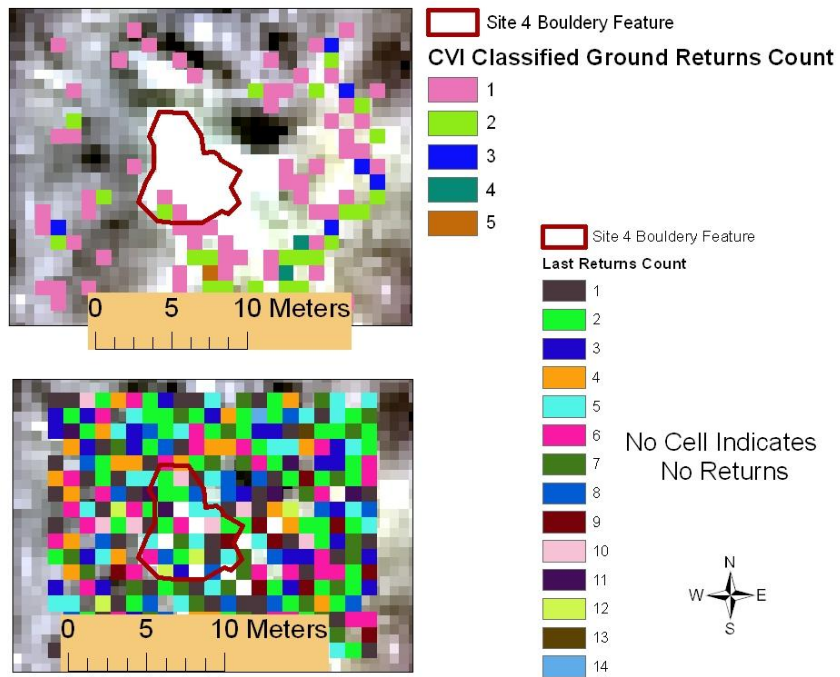 Site 4 Bouldery Feature
CVI Classified Ground Returns Count
1
2
3
4
5
0 5 10 Meters
Site 4 Bouldery Feature
Last Returns Count
1
2
3
4
5
6
7
8
9
10
11
12
13
14
No Cell Indicates
No Returns
N
W E
S
0 5 10 Meters